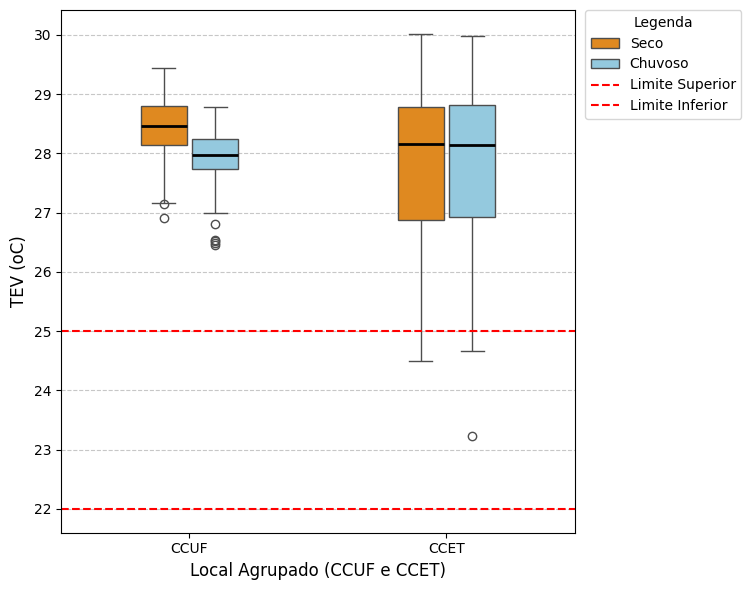 Legenda
Seco
Chuvoso
Limite Superior
Limite Inferior
TEV (oC)
30
29
28
27
26
25
24
23
22
CCUF
CCET
Local Agrupado (CCUF e CCET)